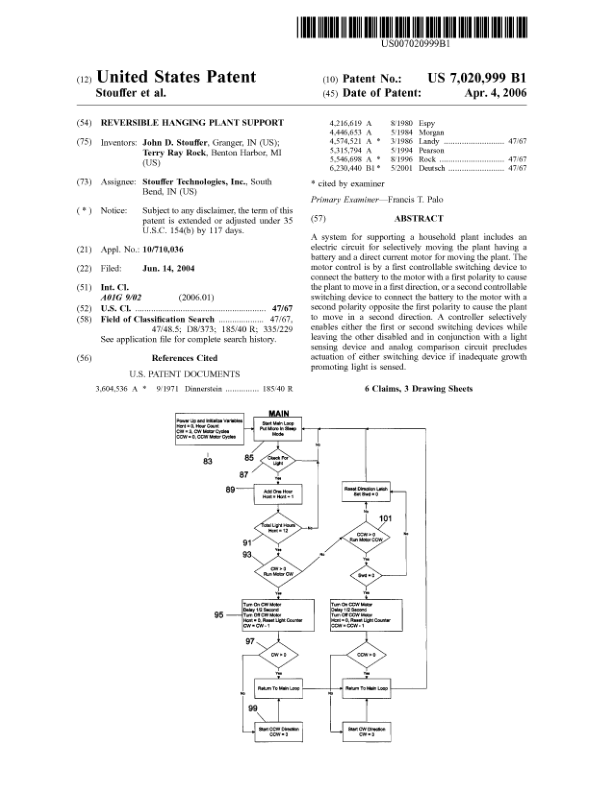 US007020999B1
(12) United States Patent
Stouffer et al.
(10) Patent No.: US 7,020,999 B1
(45) Date of Patent: Apr. 4, 2006
(54) REVERSIBLE HANGING PLANT SUPPORT
(75) Inventors: John D. Stouffer, Granger, IN (US);
Terry Ray Rock, Benton Harbor, MI
(US)
(73) Assignee: Stouffer Technologies, Inc., South
Bend, IN (US)
( * ) Notice: Subject to any disclaimer, the term of this
patent is extended or adjusted under 35
U.S.C. 154(b) by 117 days.
(21) Appl. No.: 10/710,036
(22) Filed: Jun. 14, 2004
(51) Int. Cl.
A01G 9/02 (2006.01)
(52) U.S. Cl. ........................................ 47/67
(58) Field of Classification Search .................. 47/67,
47/48.5; D8/373; 185/40 R; 335/229
See application file for complete search history.
(56) References Cited
U.S. PATENT DOCUMENTS
3,604,536 A * 9/1971 Dinnerstein ............... 185/40 R
4,216,619 A 8/1980 Espy
4,446,653 A 5/1984 Morgan
4,574,521 A * 3/1986 Landy ........................... 47/67
5,315,794 A 5/1994 Pearson
5,546,698 A * 8/1996 Rock ............................. 47/67
6,230,440 B1 * 5/2001 Deutsch ........................ 47/67
* cited by examiner
Primary Examiner—Francis T. Palo
(57) ABSTRACT
A system for supporting a household plant includes an
electric circuit for selectively moving the plant having a
battery and a direct current motor for moving the plant. The
motor control is by a first controllable switching device to
connect the battery to the motor with a first polarity to cause
the plant to move in a first direction, or a second controllable
switching device to connect the battery to the motor with a
second polarity opposite the first polarity to cause the plant
to move in a second direction. A controller selectively
enables either the first or second switching devices while
leaving the other disabled and in conjunction with a light
sensing device and analog comparison circuit precludes
actuation of either switching device if inadequate growth
promoting light is sensed.
6 Claims, 3 Drawing Sheets
MAIN
Power Up and Initialize Variables
Hcnt = 0, Hour Count
CW = 3, CW Motor Cycles
CCW = 0, CCW Motor Cycles
83
Start Main Loop
Put Micro In Sleep
Mode
85
Check For
Light
No
87
Yes
89
Add One Hour
Hcnt = Hcnt - 1
Total Light Hours
Hcnt = 12
No
91
Yes
93
CW > 0
Run Motor CW
No
Yes
95
Turn On CW Motor
Delay 1/2 Second
Turn Off CW Motor
Hcnt = 0, Reset Light Counter
CW = CW - 1
97
CW > 0
Yes
No
Return To Main Loop
99
Start CCW Direction
CCW = 3
Reset Direction Latch
Set Bwd = 0
No
101
CCW > 0
Run Motor CCW
Yes
No
Bwd = 0
Yes
Turn On CCW Motor
Delay 1/2 Second
Turn Off CCW Motor
Hcnt = 0, Reset Light Counter
CCW = CCW - 1
CCW > 0
Yes
No
Return To Main Loop
Start CW Direction
CW = 3